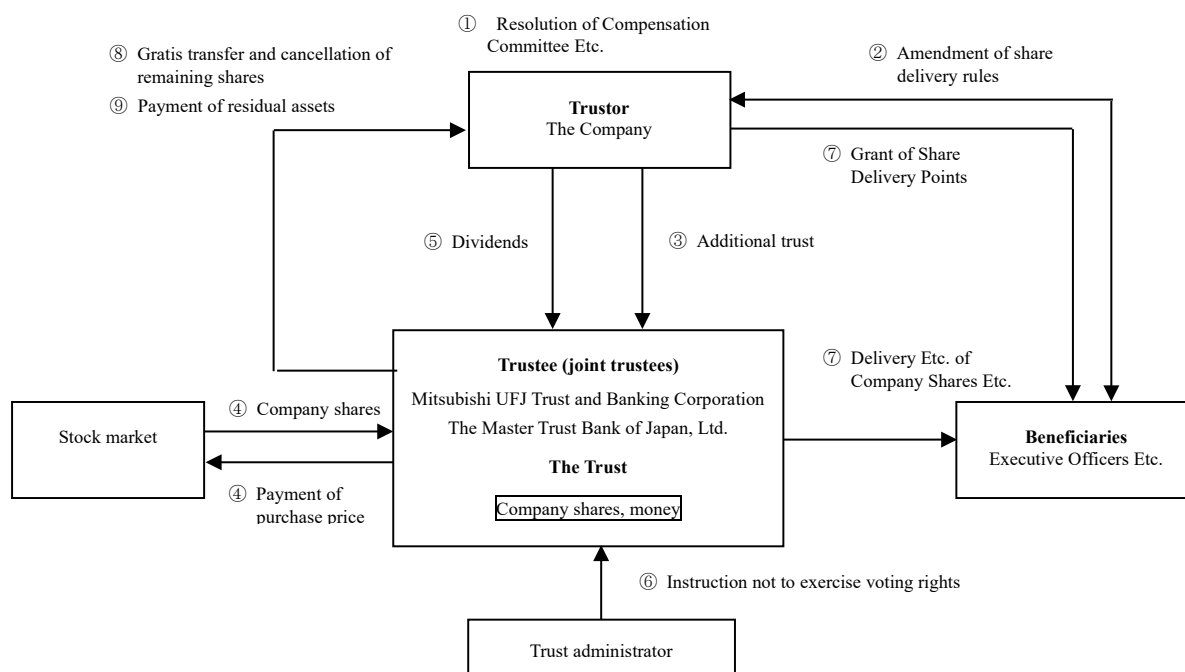 ① Resolution of Compensation
Committee Etc.
⑧ Gratis transfer and cancellation of
remaining shares
⑨ Payment of residual assets
② Amendment of share
delivery rules
Trustor
The Company
⑦ Grant of Share
Delivery Points
⑤ Dividends
③ Additional trust
Trustee (joint trustees)
Mitsubishi UFJ Trust and Banking Corporation
The Master Trust Bank of Japan, Ltd.
The Trust
Company shares, money
⑦ Delivery Etc. of
Company Shares Etc.
④ Company shares
Stock market
④ Payment of
purchase price
Beneficiaries
Executive Officers Etc.
⑥ Instruction not to exercise voting rights
Trust administrator